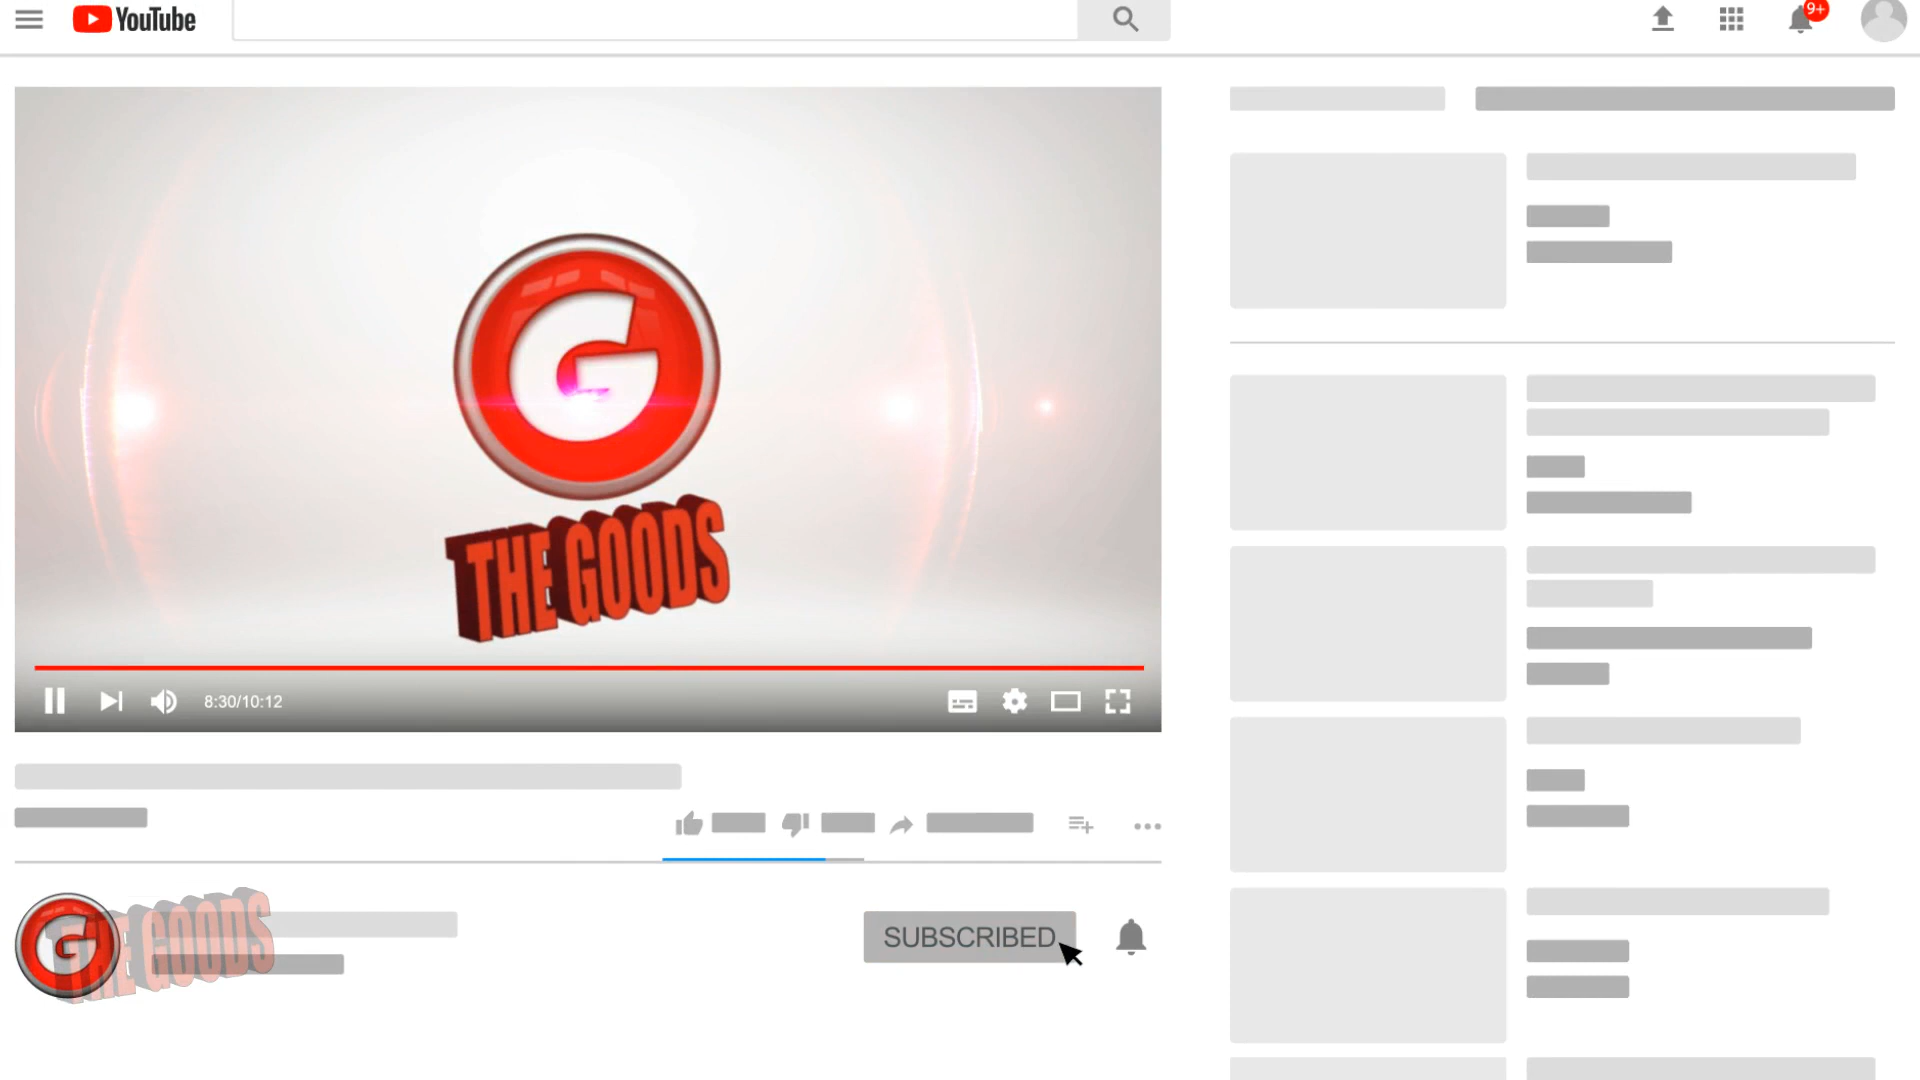 YouTube
9+
G
THE GOODS
8:30/10:12
G
THE GOODS
SUBSCRIBED